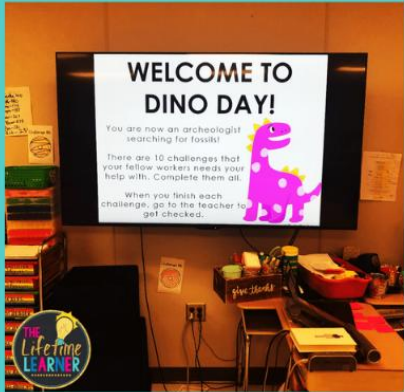 WELCOME TO
DINO DAY!
You are now an archeologist
searching for fossils!
There are 10 challenges that
your fellow workers needs your
help with. Complete them all.
When you finish each
challenge, go to the teacher to
get checked.
give thanks
THE
Lifetime
LEARNER